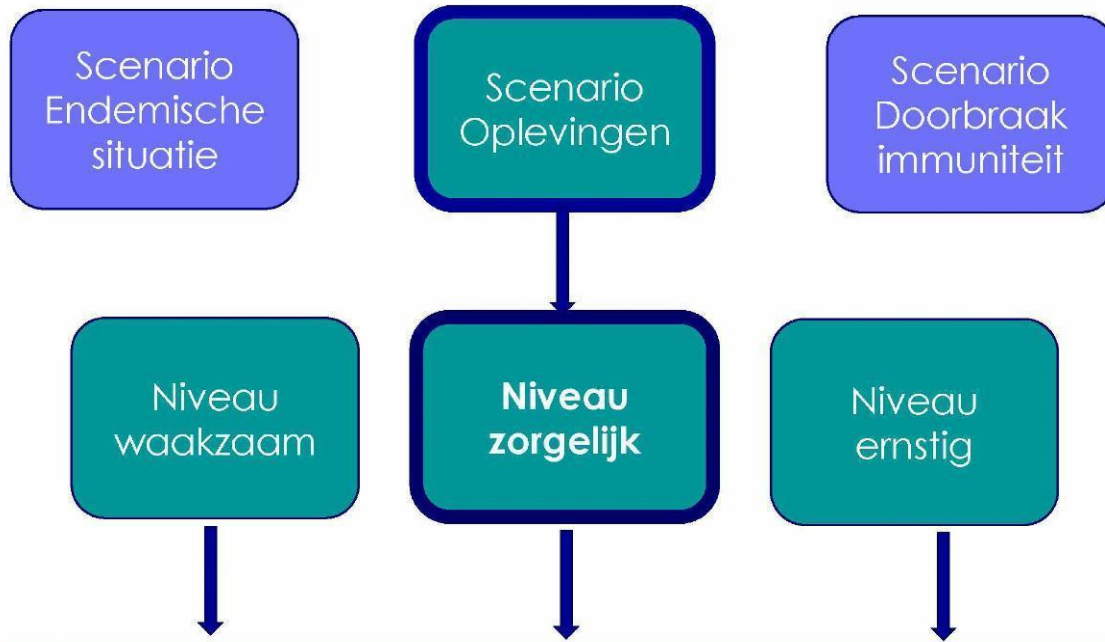 Scenario
Endemische
situatie
Scenario
Oplevingen
Scenario
Doorbraak
immuniteit
Niveau
waakzaam
Niveau
zorgelijk
Niveau
ernstig